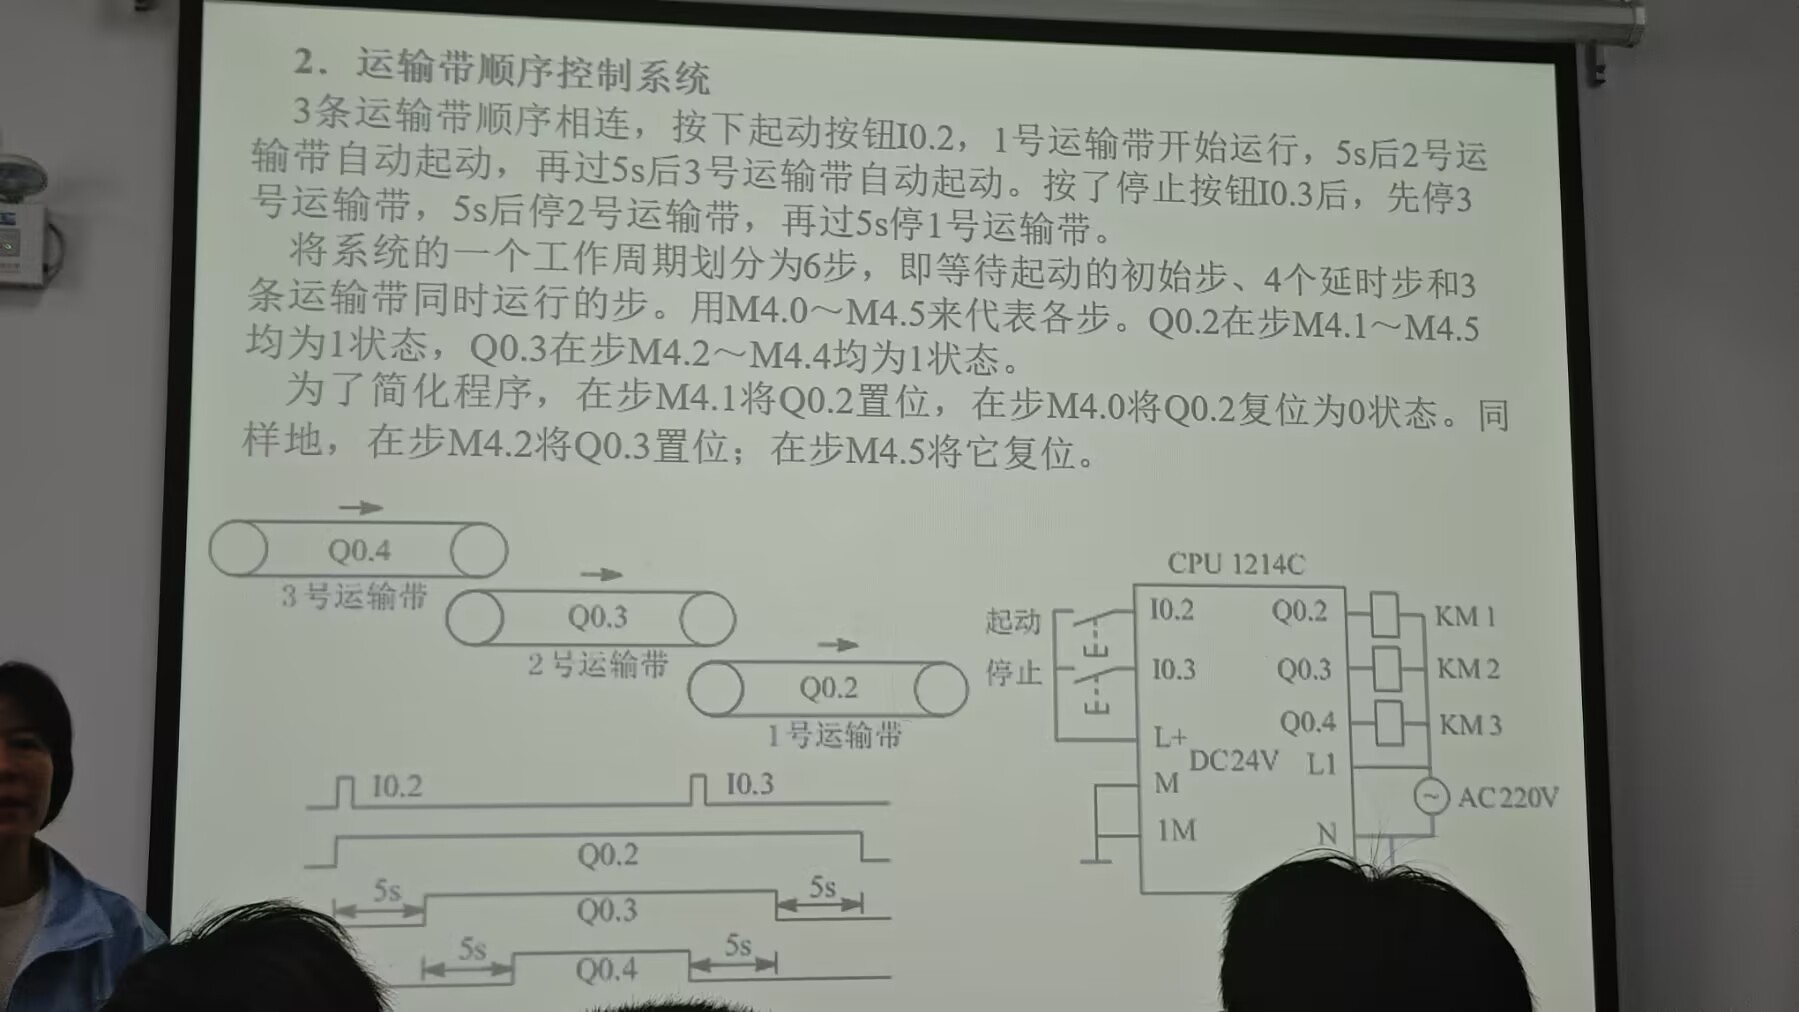 2．运输带顺序控制系统
3条运输带顺序相连，按下起动按钮I0.2，1号运输带开始运行，5s后2号运
输带自动起动，再过5s后3号运输带自动起动。按了停止按钮I0.3后，先停3
号运输带，5s后停2号运输带，再过5s停1号运输带。
将系统的一个工作周期划分为6步，即等待起动的初始步、4个延时步和3
条运输带同时运行的步。用M4.0～M4.5来代表各步。Q0.2在步M4.1～M4.5
均为1状态，Q0.3在步M4.2～M4.4均为1状态。
为了简化程序，在步M4.1将Q0.2置位，在步M4.0将Q0.2复位为0状态。同
样地，在步M4.2将Q0.3置位；在步M4.5将它复位。
Q0.4
3号运输带
Q0.3
2号运输带
Q0.2
1号运输带
I0.2
I0.3
Q0.2
5s
Q0.3
5s
5s
Q0.4
5s
CPU 1214C
起动
I0.2
Q0.2
KM1
停止
I0.3
Q0.3
KM2
Q0.4
KM3
L+
DC24V
L1
M
AC220V
1M
N